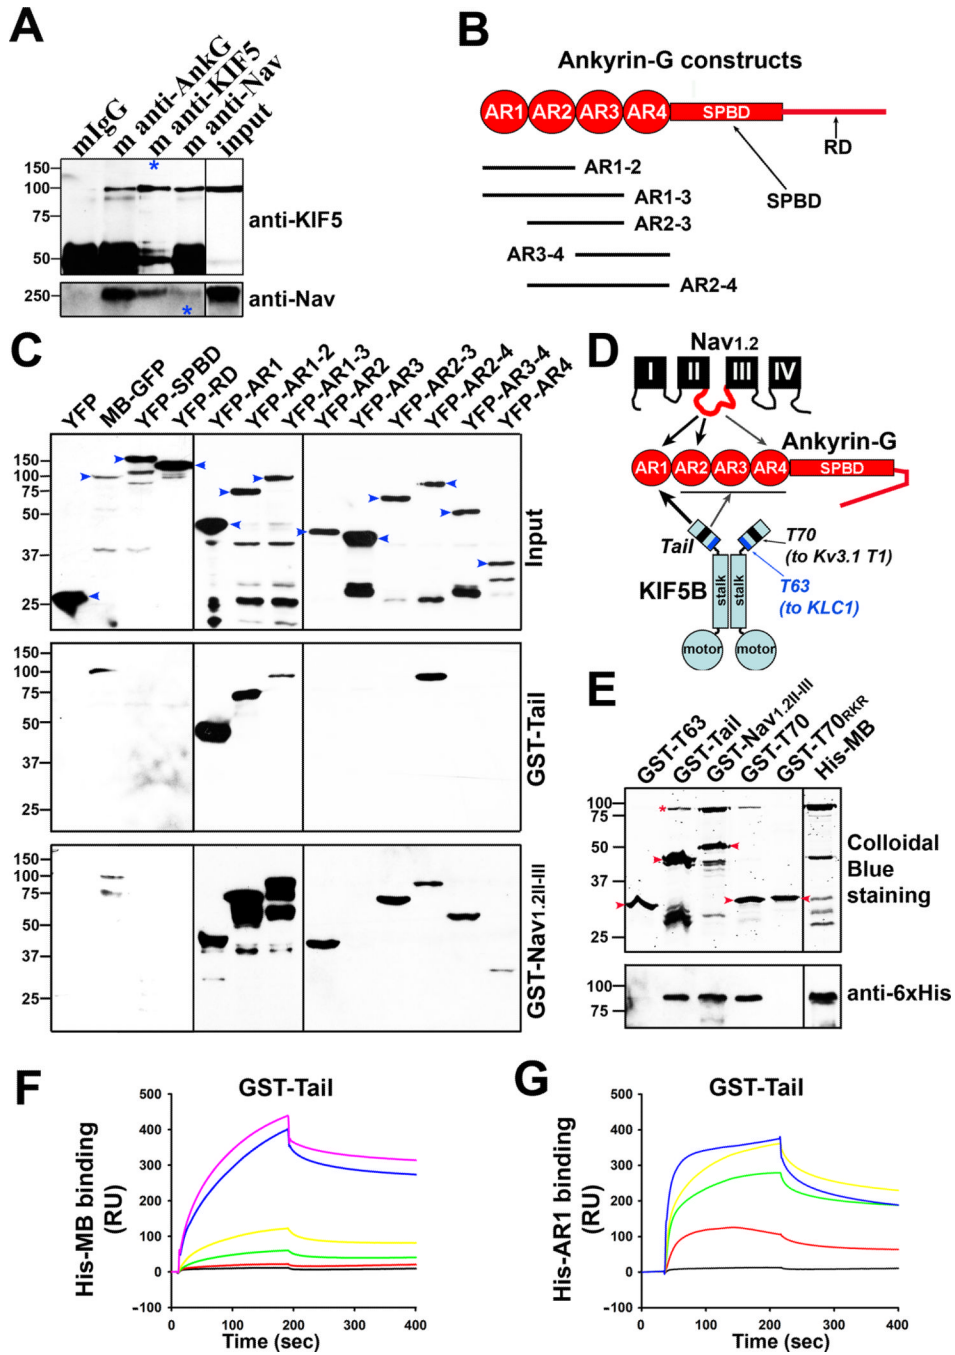 A
mIgG
m anti-AnkG
m anti-KIF5
m anti-Nav
input
150
100
75
50
250
anti-KIF5
anti-Nav
*
*
B
Ankyrin-G constructs
AR1 AR2 AR3 AR4 SPBD
RD
SPBD
AR1-2
AR1-3
AR2-3
AR3-4
AR2-4
C
YFP
MB-GFP
YFP-SPBD
YFP-RD
YFP-AR1
YFP-AR1-2
YFP-AR1-3
YFP-AR2
YFP-AR3
YFP-AR2-3
YFP-AR2-4
YFP-AR3-4
YFP-AR4
150
100
75
50
37
25
Input
150
100
75
50
37
25
GST-Tail
150
100
75
50
37
25
GST-Nav1.2II-III
D
Nav1.2
I II III IV
Ankyrin-G
AR1 AR2 AR3 AR4 SPBD
Tail
T70
(to Kv3.1 T1)
KIF5B
T63
(to KLC1)
stalk stalk
motor motor
E
GST-T63
GST-Tail
GST-Nav1.2II-III
GST-T70
GST-T70RKR
His-MB
100
75
50
37
25
*
Colloidal
Blue
staining
100
75
anti-6xHis
F
GST-Tail
His-MB binding
(RU)
500
400
300
200
100
0
-100
0 100 200 300 400
Time (sec)
G
GST-Tail
His-AR1 binding
(RU)
500
400
300
200
100
0
-100
0 100 200 300 400
Time (sec)